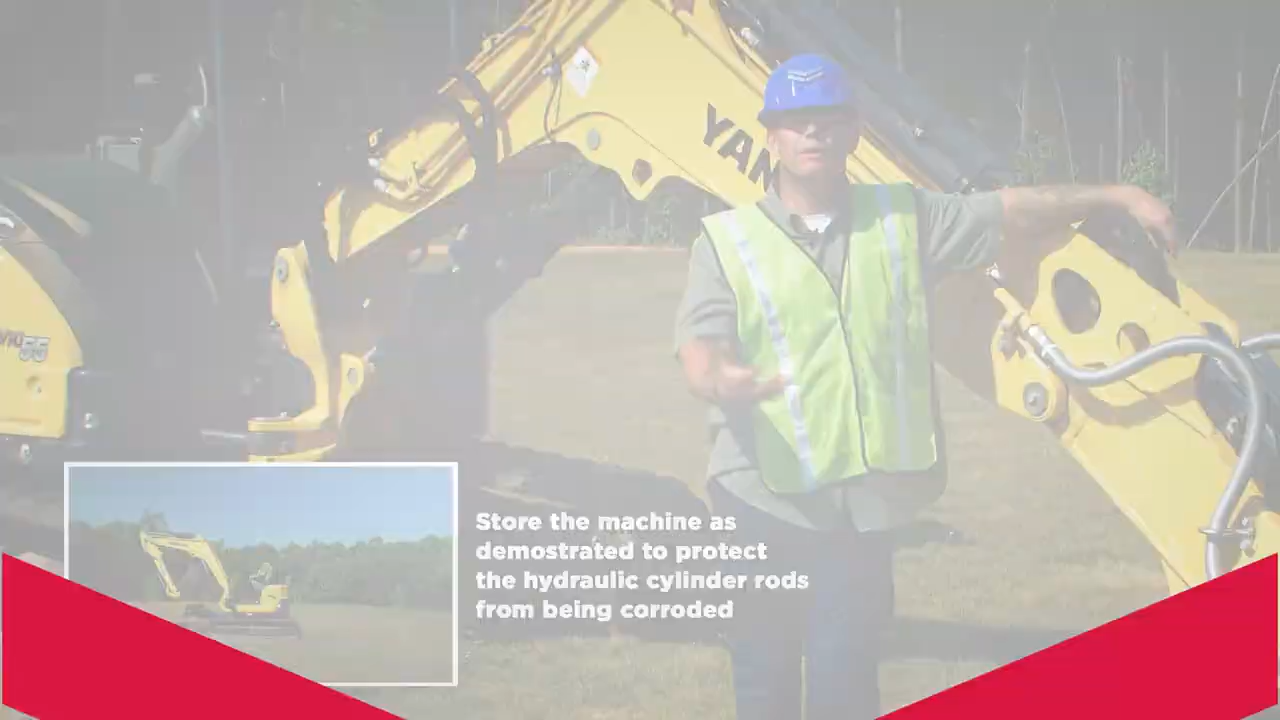 YAN
55
Store the machine as
demostrated to protect
the hydraulic cylinder rods
from being corroded